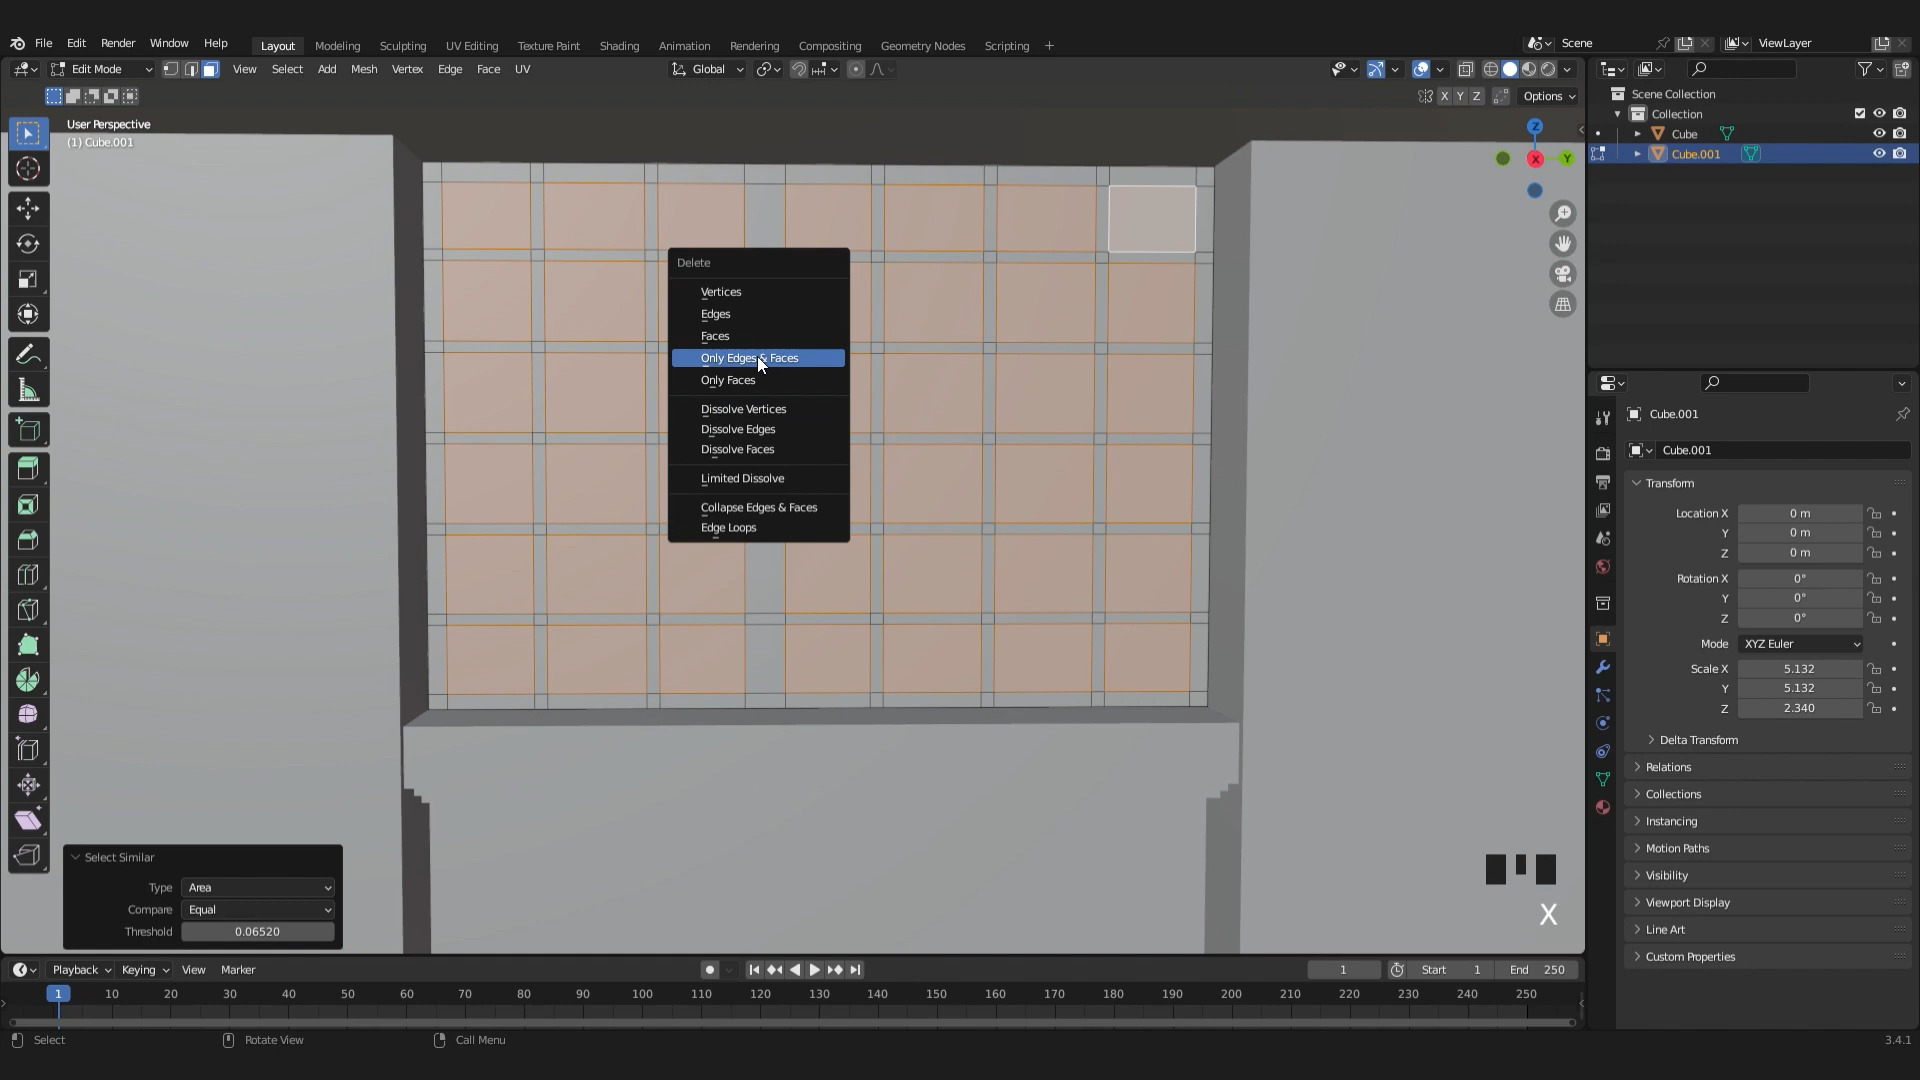 File Edit Render Window Help Layout Modeling Sculpting UV Editing Texture Paint Shading Animation Rendering Compositing Geometry Nodes Scripting + Scene ViewLayer
Edit Mode View Select Add Mesh Vertex Edge Face UV Global
X Y Z Options
User Perspective
(1) Cube.001
Z
X
Y
Scene Collection
Collection
Cube
Cube.001
Delete
Vertices
Edges
Faces
Only Edges & Faces
Only Faces
Dissolve Vertices
Dissolve Edges
Dissolve Faces
Limited Dissolve
Collapse Edges & Faces
Edge Loops
Cube.001
Cube.001
Transform
Location X 0 m
Y 0 m
Z 0 m
Rotation X 0°
Y 0°
Z 0°
Mode XYZ Euler
Scale X 5.132
Y 5.132
Z 2.340
Delta Transform
Relations
Collections
Instancing
Motion Paths
Visibility
Viewport Display
Line Art
Custom Properties
Select Similar
Type Area
Compare Equal
Threshold 0.06520
X
Playback Keying View Marker 1 Start 1 End 250
1 10 20 30 40 50 60 70 80 90 100 110 120 130 140 150 160 170 180 190 200 210 220 230 240 250
Select Rotate View Call Menu 3.4.1